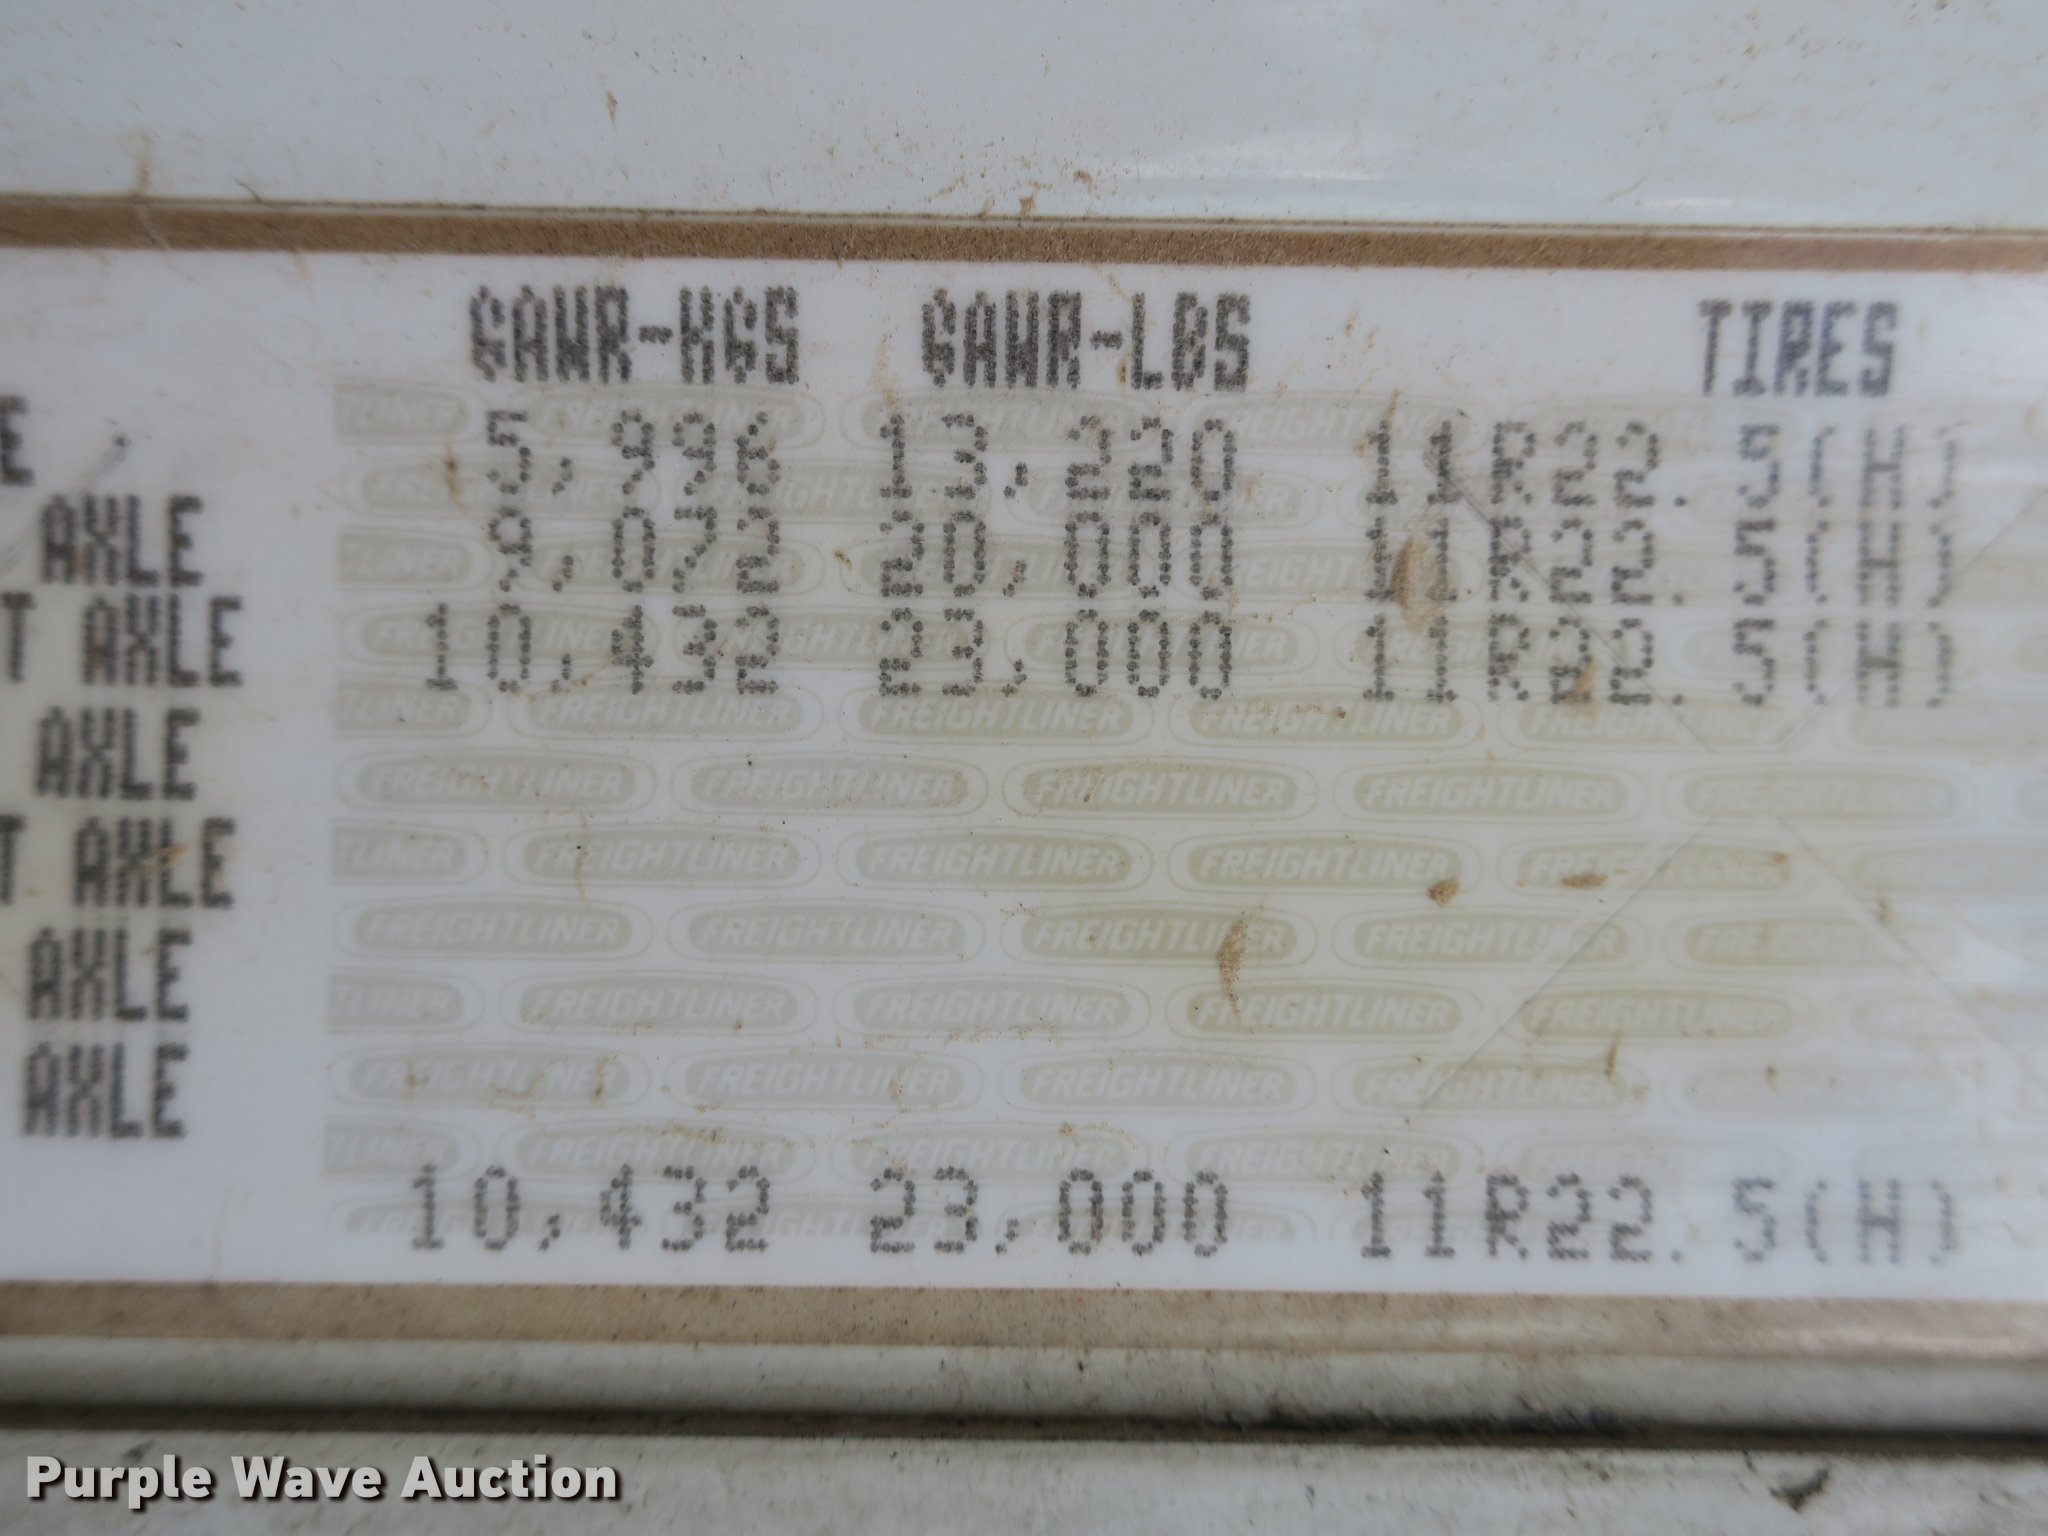 GAWR-KGS GAWR-LBS TIRES
E 5,996 13,220 11R22.5(H)
AXLE 9,072 20,000 11R22.5(H)
T AXLE 10,432 23,000 11R22.5(H)
AXLE
T AXLE
AXLE
AXLE
10,432 23,000 11R22.5(H)
FREIGHTLINER
Purple Wave Auction